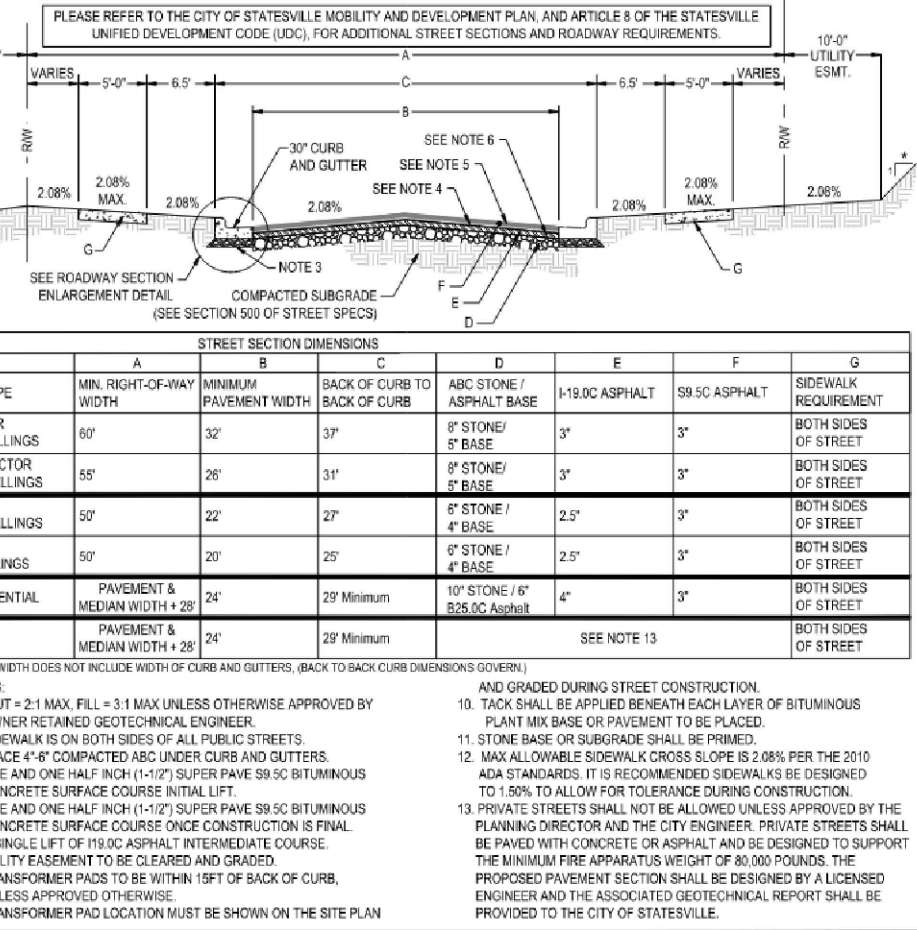 PLEASE REFER TO THE CITY OF STATESVILLE MOBILITY AND DEVELOPMENT PLAN, AND ARTICLE 8 OF THE STATESVILLE
UNIFIED DEVELOPMENT CODE (UDC), FOR ADDITIONAL STREET SECTIONS AND ROADWAY REQUIREMENTS.
10'-0"
UTILITY
ESMT.
A
VARIES 5'-0" 6.5' C 6.5' 5'-0" VARIES
B
R/W
R/W
30" CURB
AND GUTTER
SEE NOTE 6
SEE NOTE 5
SEE NOTE 4
1 *
2.08% 2.08% MAX. 2.08% 2.08% 2.08% 2.08% MAX. 2.08%
G
NOTE 3
G
SEE ROADWAY SECTION
ENLARGEMENT DETAIL
COMPACTED SUBGRADE
(SEE SECTION 500 OF STREET SPECS)
F
E
D
STREET SECTION DIMENSIONS
A B C D E F G
PE MIN. RIGHT-OF-WAY WIDTH MINIMUM PAVEMENT WIDTH BACK OF CURB TO BACK OF CURB ABC STONE / ASPHALT BASE I-19.0C ASPHALT S9.5C ASPHALT SIDEWALK REQUIREMENT
R LLINGS 60' 32' 37' 8" STONE/ 5" BASE 3" 3" BOTH SIDES OF STREET
CTOR ELLINGS 55' 26' 31' 8" STONE/ 5" BASE 3" 3" BOTH SIDES OF STREET
ELLINGS 50' 22' 27' 6" STONE / 4" BASE 2.5" 3" BOTH SIDES OF STREET
INGS 50' 20' 25' 6" STONE / 4" BASE 2.5" 3" BOTH SIDES OF STREET
ENTIAL PAVEMENT & MEDIAN WIDTH + 28' 24' 29' Minimum 10" STONE / 6" B25.0C Asphalt 4" 3" BOTH SIDES OF STREET
PAVEMENT & MEDIAN WIDTH + 28' 24' 29' Minimum SEE NOTE 13 BOTH SIDES OF STREET
WIDTH DOES NOT INCLUDE WIDTH OF CURB AND GUTTERS, (BACK TO BACK CURB DIMENSIONS GOVERN.)
S:
UT = 2:1 MAX, FILL = 3:1 MAX UNLESS OTHERWISE APPROVED BY
WNER RETAINED GEOTECHNICAL ENGINEER.
DEWALK IS ON BOTH SIDES OF ALL PUBLIC STREETS.
ACE 4"-6" COMPACTED ABC UNDER CURB AND GUTTERS.
E AND ONE HALF INCH (1-1/2") SUPER PAVE S9.5C BITUMINOUS
NCRETE SURFACE COURSE INITIAL LIFT.
E AND ONE HALF INCH (1-1/2") SUPER PAVE S9.5C BITUMINOUS
NCRETE SURFACE COURSE ONCE CONSTRUCTION IS FINAL.
SINGLE LIFT OF I19.0C ASPHALT INTERMEDIATE COURSE.
LITY EASEMENT TO BE CLEARED AND GRADED.
ANSFORMER PADS TO BE WITHIN 15FT OF BACK OF CURB,
LESS APPROVED OTHERWISE.
ANSFORMER PAD LOCATION MUST BE SHOWN ON THE SITE PLAN
AND GRADED DURING STREET CONSTRUCTION.
10. TACK SHALL BE APPLIED BENEATH EACH LAYER OF BITUMINOUS
PLANT MIX BASE OR PAVEMENT TO BE PLACED.
11. STONE BASE OR SUBGRADE SHALL BE PRIMED.
12. MAX ALLOWABLE SIDEWALK CROSS SLOPE IS 2.08% PER THE 2010
ADA STANDARDS. IT IS RECOMMENDED SIDEWALKS BE DESIGNED
TO 1.50% TO ALLOW FOR TOLERANCE DURING CONSTRUCTION.
13. PRIVATE STREETS SHALL NOT BE ALLOWED UNLESS APPROVED BY THE
PLANNING DIRECTOR AND THE CITY ENGINEER. PRIVATE STREETS SHALL
BE PAVED WITH CONCRETE OR ASPHALT AND BE DESIGNED TO SUPPORT
THE MINIMUM FIRE APPARATUS WEIGHT OF 80,000 POUNDS. THE
PROPOSED PAVEMENT SECTION SHALL BE DESIGNED BY A LICENSED
ENGINEER AND THE ASSOCIATED GEOTECHNICAL REPORT SHALL BE
PROVIDED TO THE CITY OF STATESVILLE.